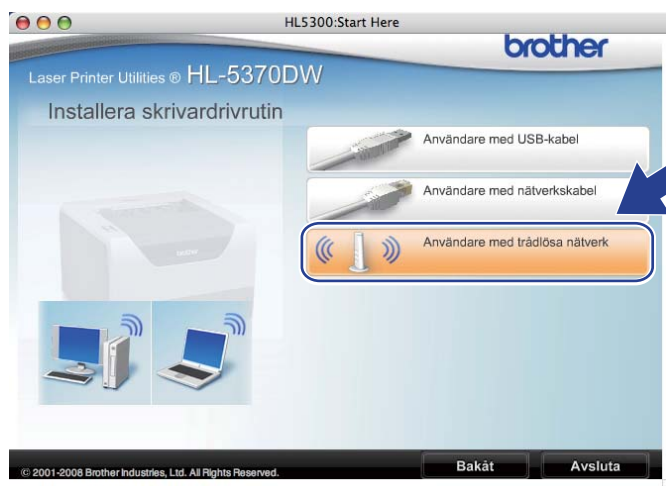 HL5300:Start Here
brother
Laser Printer Utilities ® HL-5370DW
Installera skrivardrivrutin
Användare med USB-kabel
Användare med nätverkskabel
Användare med trådlösa nätverk
© 2001-2008 Brother Industries, Ltd. All Rights Reserved.
Bakåt
Avsluta